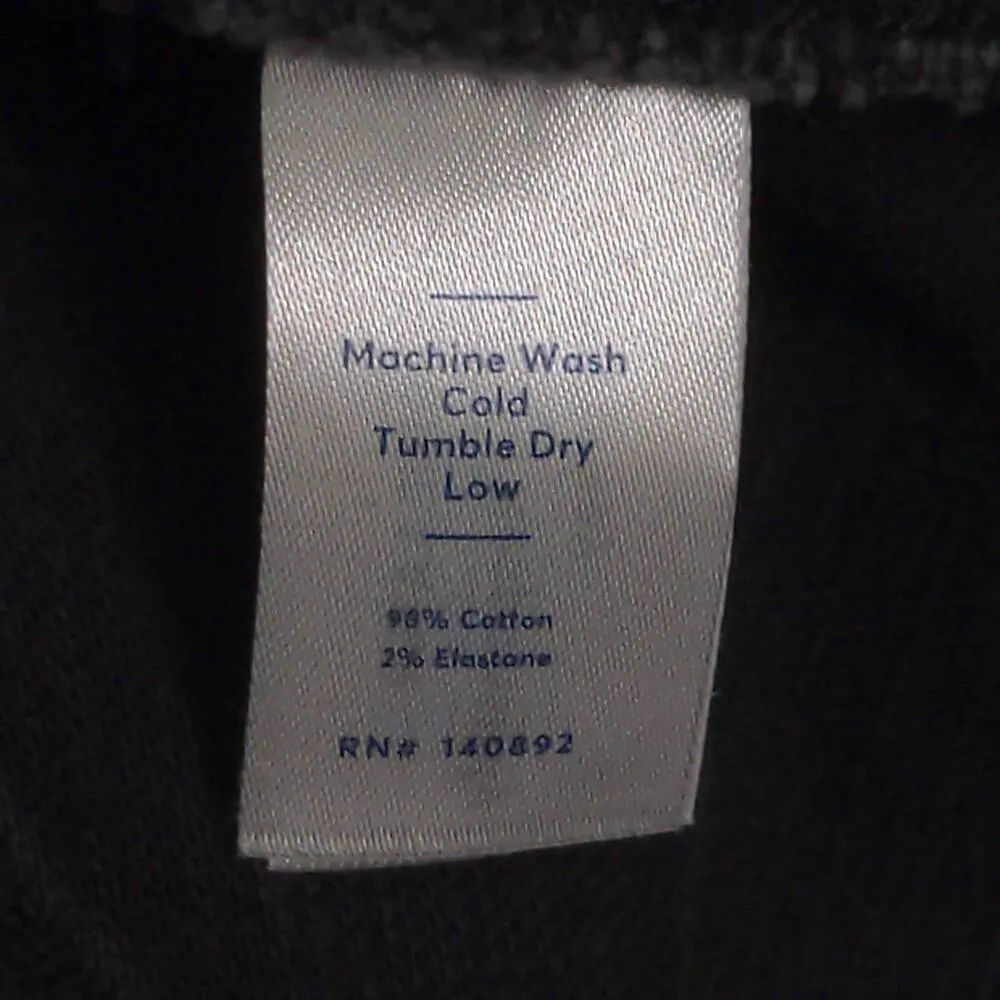 Machine Wash
Cold
Tumble Dry
Low
98% Cotton
2% Elastane
RN# 140892